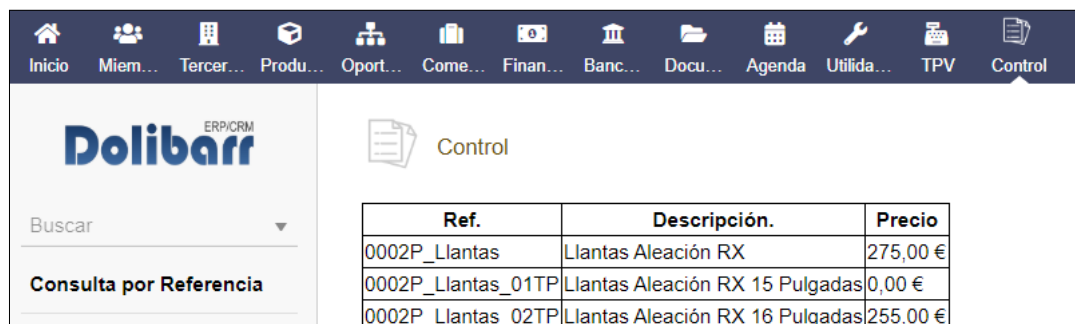 Inicio Miem... Tercer... Produ... Oport... Come... Finan... Banc... Docu... Agenda Utilida... TPV Control
Dolibarr ERP/CRM
Control
Buscar
Consulta por Referencia
Ref. Descripción. Precio
0002P_Llantas Llantas Aleación RX 275,00 €
0002P_Llantas_01TP Llantas Aleación RX 15 Pulgadas 0,00 €
0002P_Llantas_02TP Llantas Aleación RX 16 Pulgadas 255,00 €